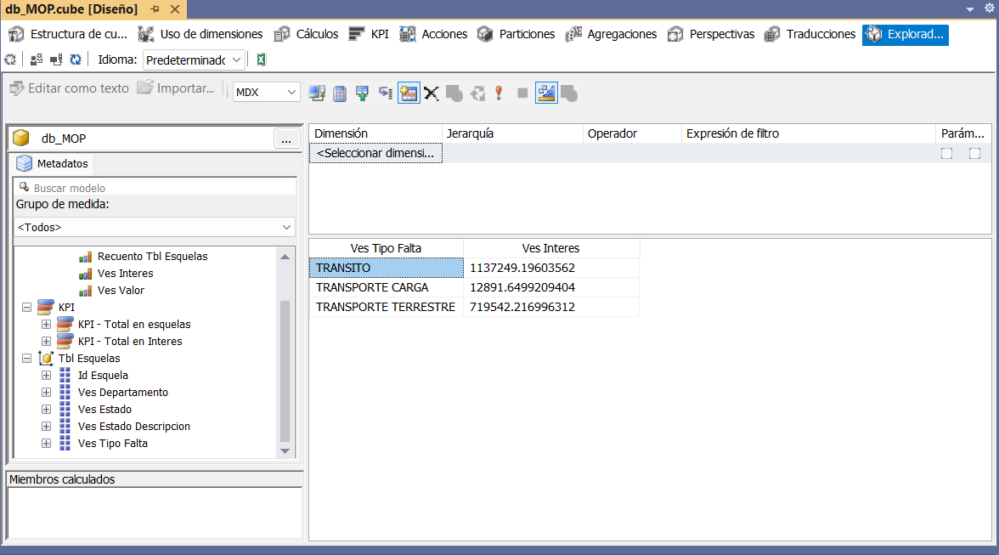 db_MOP.cube [Diseño]
Estructura de cu... Uso de dimensiones Cálculos KPI Acciones Particiones Agregaciones Perspectivas Traducciones Explorad...
Idioma: Predeterminado
Editar como texto Importar... MDX
db_MOP ...
Metadatos
Buscar modelo
Grupo de medida:
<Todos>
Recuento Tbl Esquelas
Ves Interes
Ves Valor
KPI
KPI - Total en esquelas
KPI - Total en Interes
Tbl Esquelas
Id Esquela
Ves Departamento
Ves Estado
Ves Estado Descripcion
Ves Tipo Falta
Miembros calculados
Dimensión Jerarquía Operador Expresión de filtro Parám...
<Seleccionar dimensi...
Ves Tipo Falta Ves Interes
TRANSITO 1137249.19603562
TRANSPORTE CARGA 12891.6499209404
TRANSPORTE TERRESTRE 719542.216996312